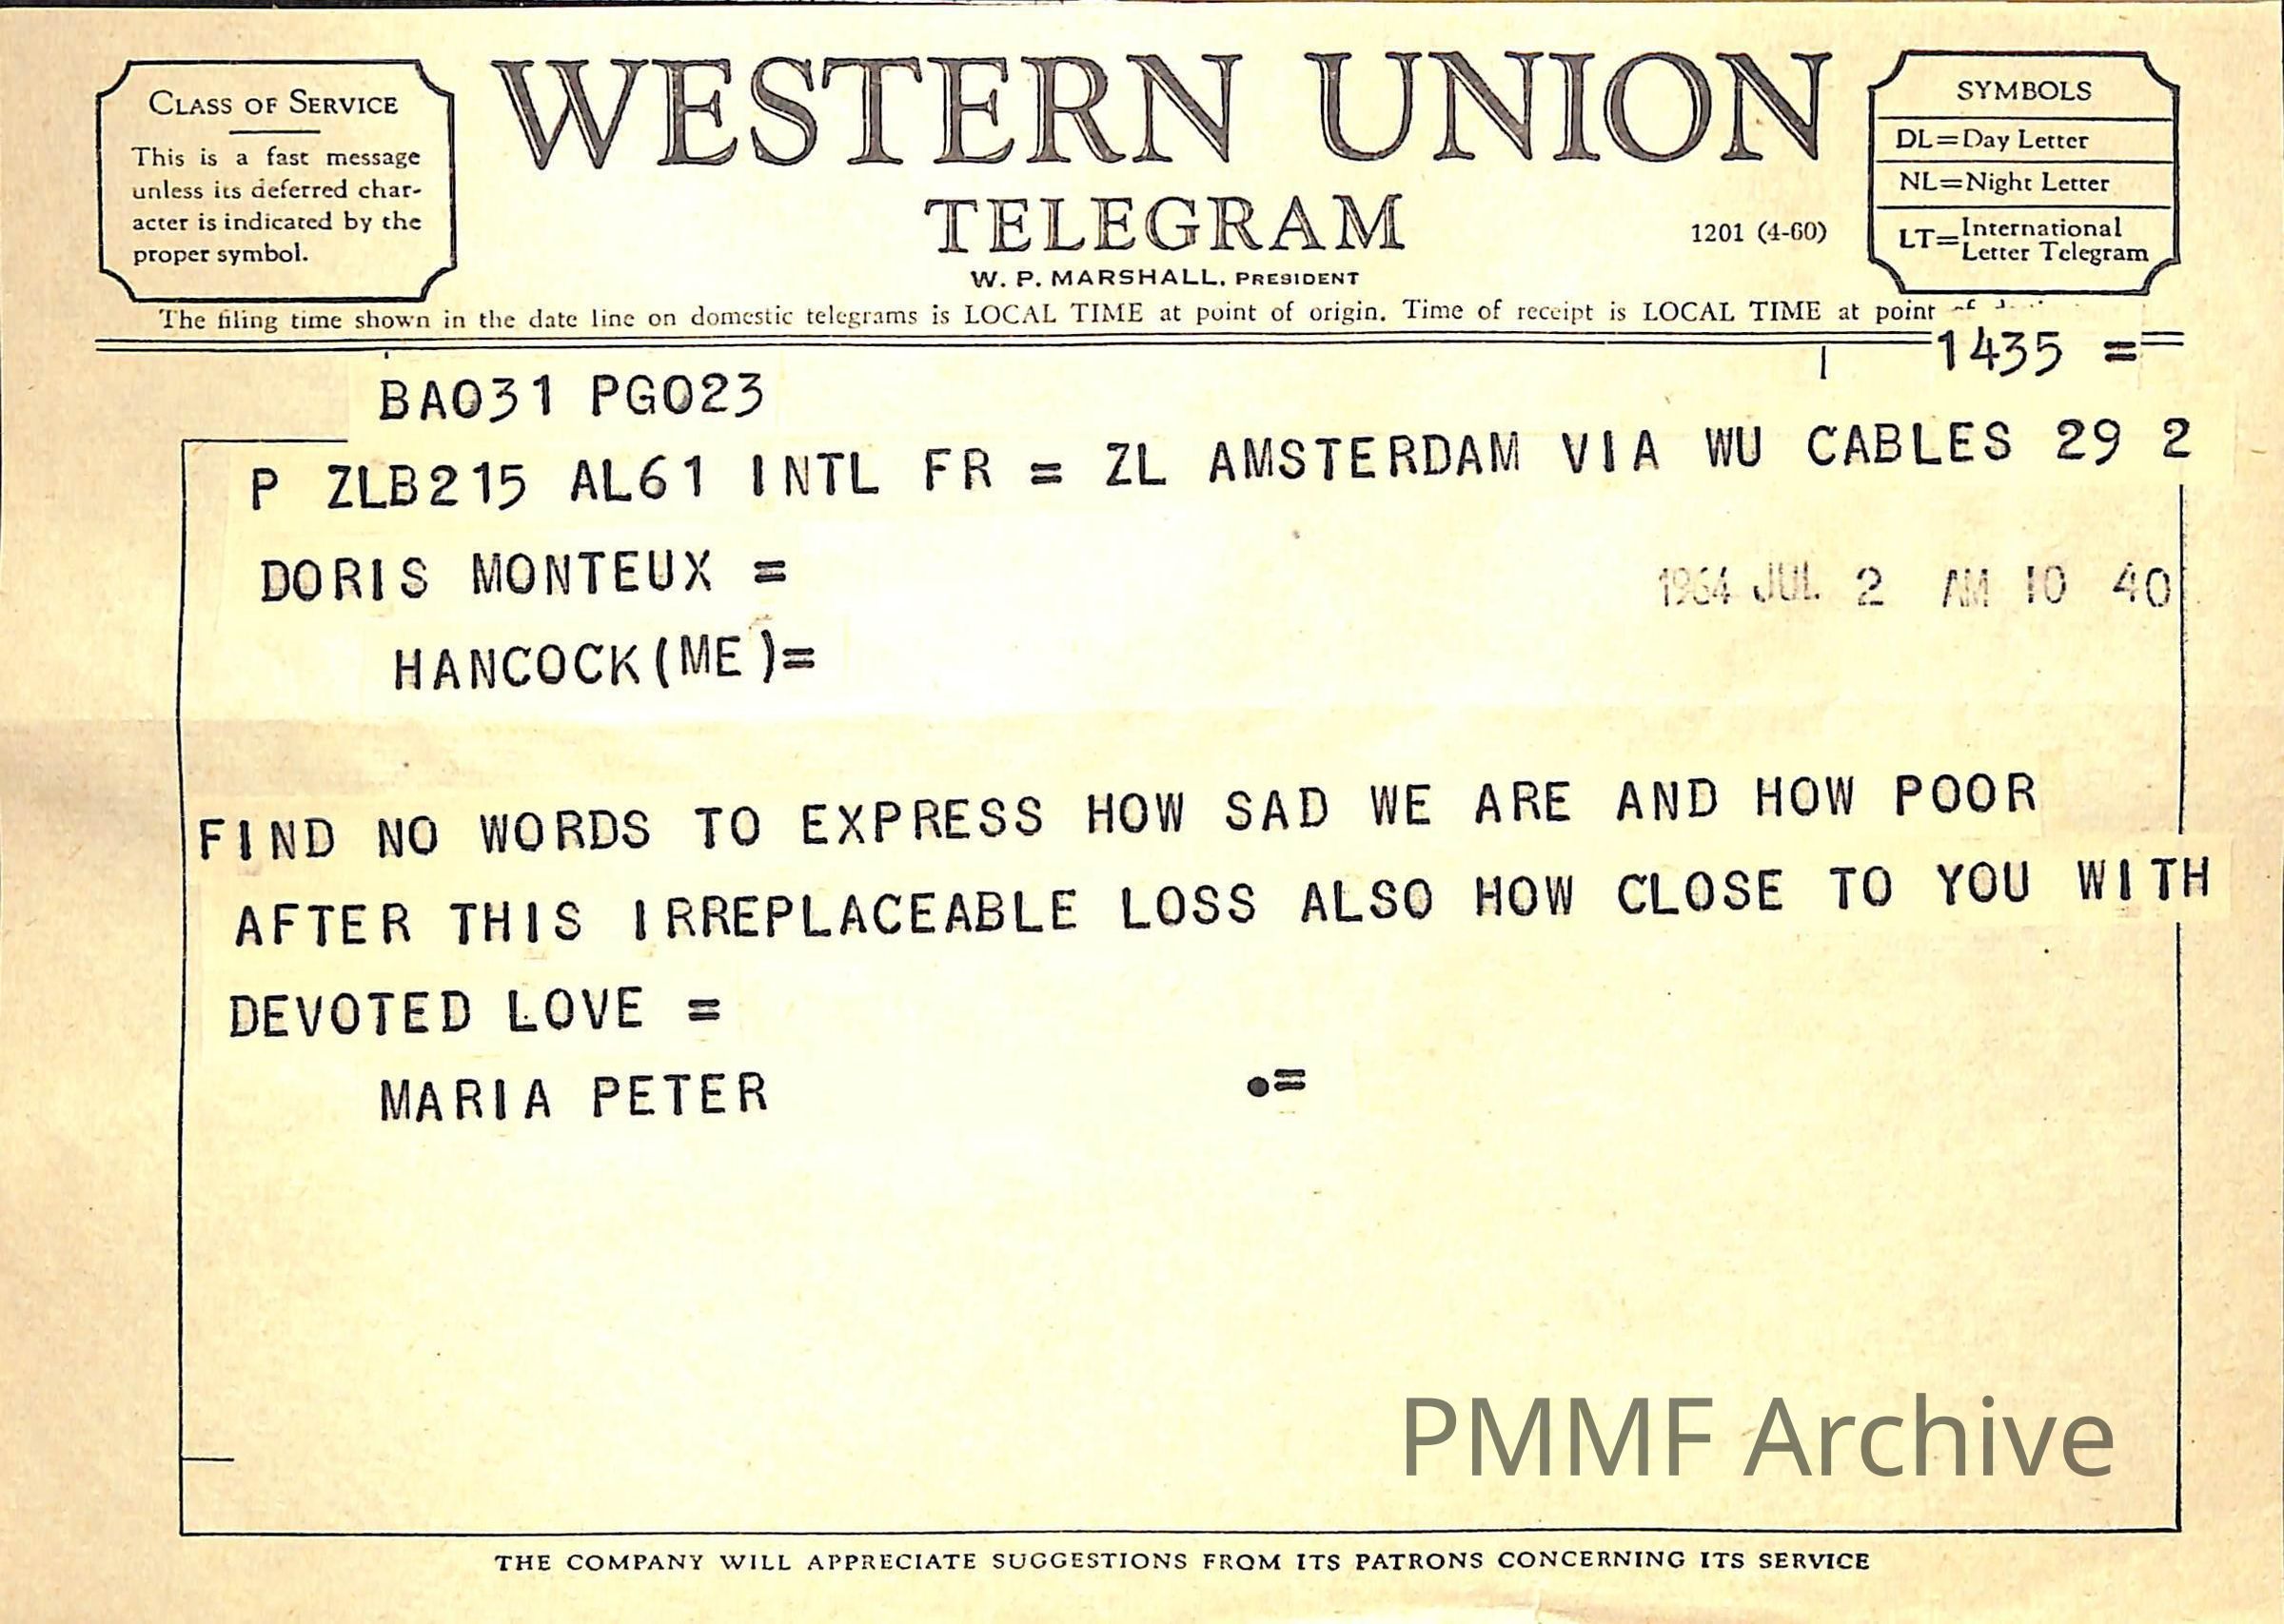 CLASS OF SERVICE
This is a fast message
unless its deferred char-
acter is indicated by the
proper symbol.
WESTERN UNION
TELEGRAM
W. P. MARSHALL, PRESIDENT
1201 (4-60)
SYMBOLS
DL=Day Letter
NL=Night Letter
LT=International
Letter Telegram
The filing time shown in the date line on domestic telegrams is LOCAL TIME at point of origin. Time of receipt is LOCAL TIME at point
1435 =
BA031 PG023
P ZLB215 AL61 INTL FR = ZL AMSTERDAM VIA WU CABLES 29 2
DORIS MONTEUX =
1964 JUL 2 AM 10 40
HANCOCK(ME)=
FIND NO WORDS TO EXPRESS HOW SAD WE ARE AND HOW POOR
AFTER THIS IRREPLACEABLE LOSS ALSO HOW CLOSE TO YOU WITH
DEVOTED LOVE =
MARIA PETER .=
PMMF Archive
THE COMPANY WILL APPRECIATE SUGGESTIONS FROM ITS PATRONS CONCERNING ITS SERVICE